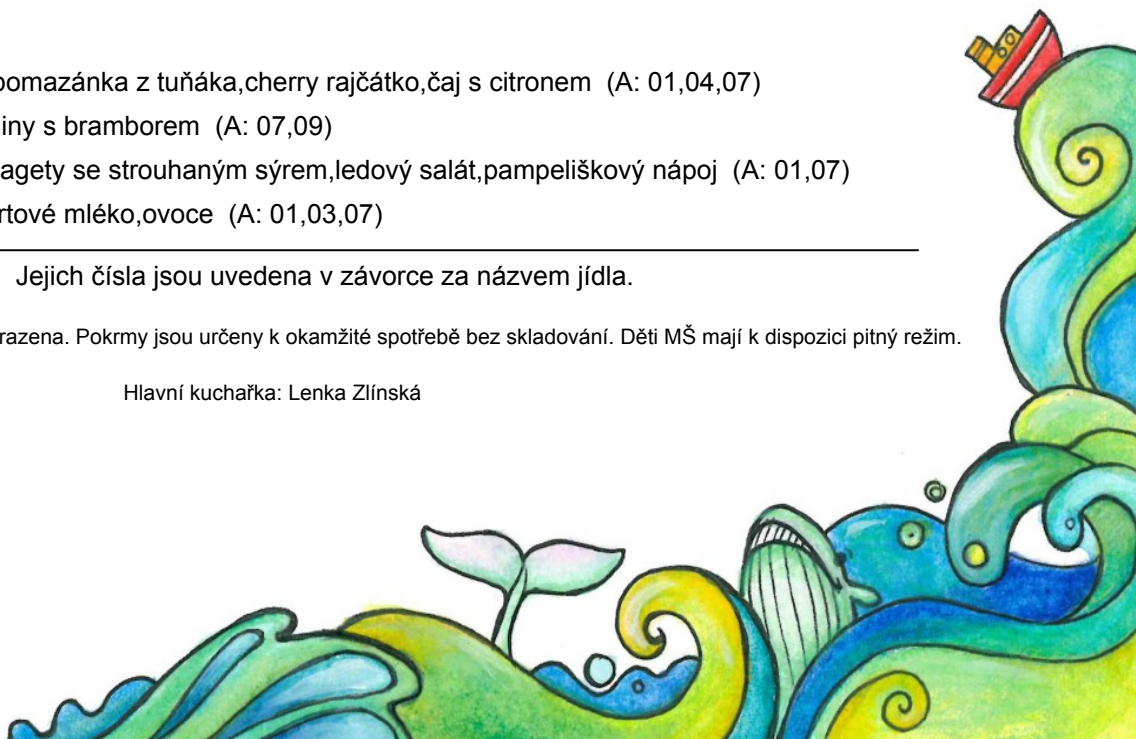 pomazánka z tuňáka,cherry rajčátko,čaj s citronem (A: 01,04,07)
iny s bramborem (A: 07,09)
agety se strouhaným sýrem,ledový salát,pampeliškový nápoj (A: 01,07)
rtové mléko,ovoce (A: 01,03,07)
Jejich čísla jsou uvedena v závorce za názvem jídla.
razena. Pokrmy jsou určeny k okamžité spotřebě bez skladování. Děti MŠ mají k dispozici pitný režim.
Hlavní kuchařka: Lenka Zlínská